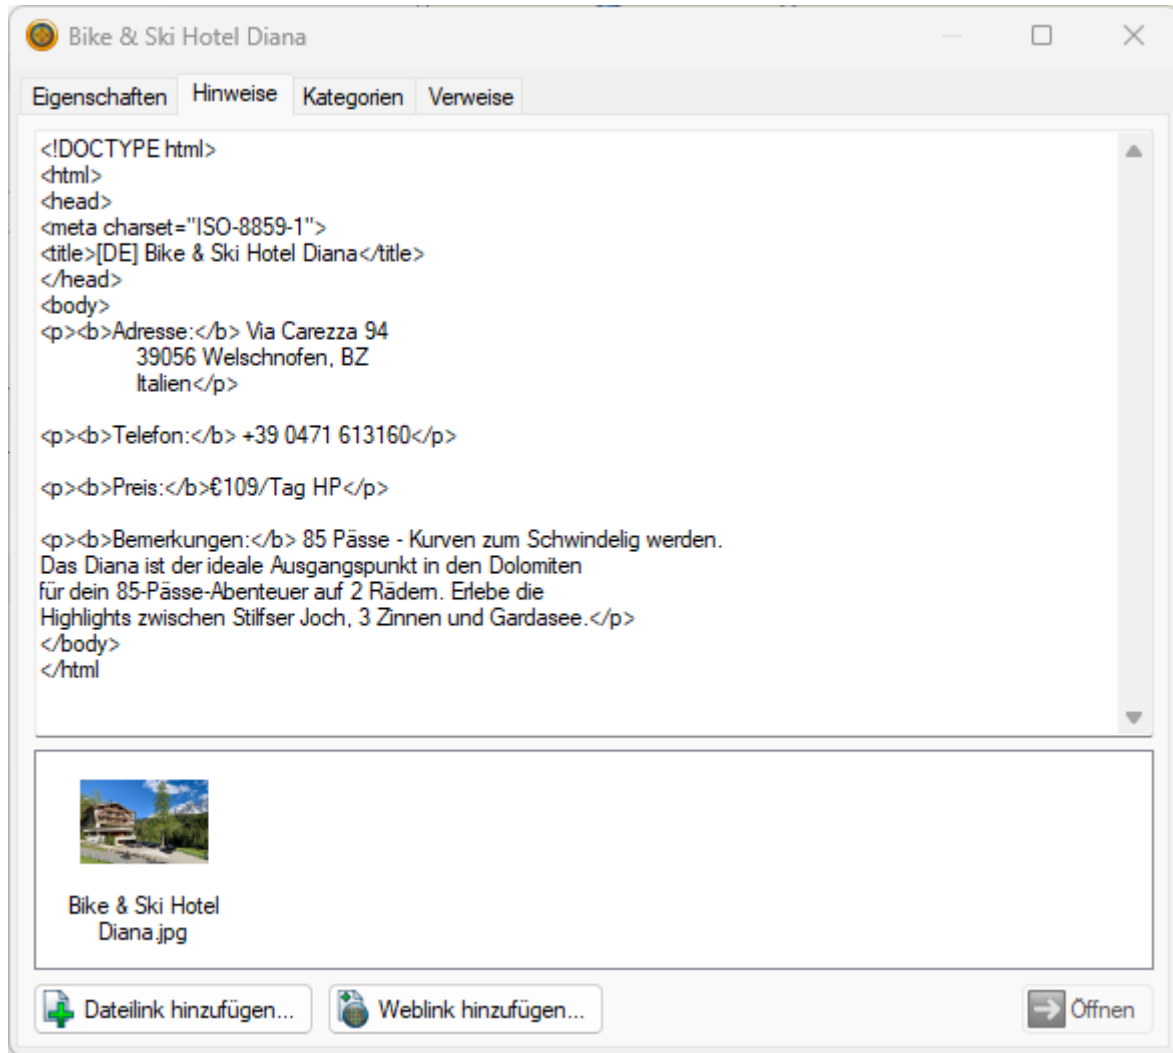 Bike & Ski Hotel Diana
Eigenschaften Hinweise Kategorien Verweise
<!DOCTYPE html>
<html>
<head>
<meta charset="ISO-8859-1">
<title>[DE] Bike & Ski Hotel Diana</title>
</head>
<body>
<p><b>Adresse:</b> Via Carezza 94
39056 Welschnofen, BZ
Italien</p>
<p><b>Telefon:</b> +39 0471 613160</p>
<p><b>Preis:</b>€109/Tag HP</p>
<p><b>Bemerkungen:</b> 85 Pässe - Kurven zum Schwindelig werden.
Das Diana ist der ideale Ausgangspunkt in den Dolomiten
für dein 85-Pässe-Abenteuer auf 2 Rädern. Erlebe die
Highlights zwischen Stilfser Joch, 3 Zinnen und Gardasee.</p>
</body>
</html
Bike & Ski Hotel
Diana.jpg
Dateilink hinzufügen... Weblink hinzufügen... Öffnen